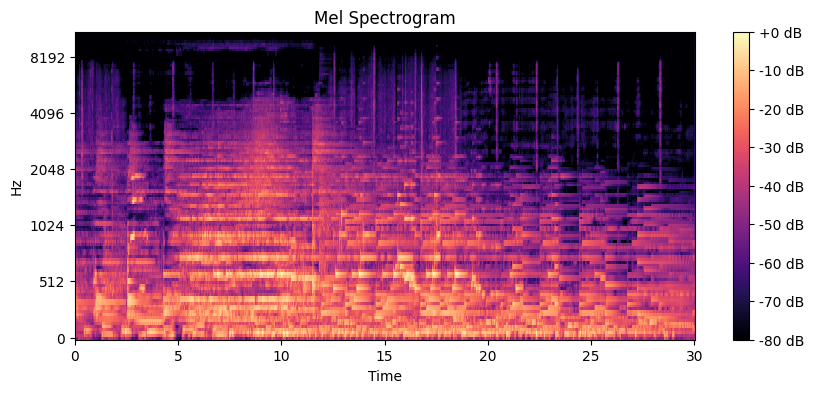 Mel Spectrogram
Hz
8192
4096
2048
1024
512
0
0 5 10 15 20 25 30
Time
+0 dB
-10 dB
-20 dB
-30 dB
-40 dB
-50 dB
-60 dB
-70 dB
-80 dB